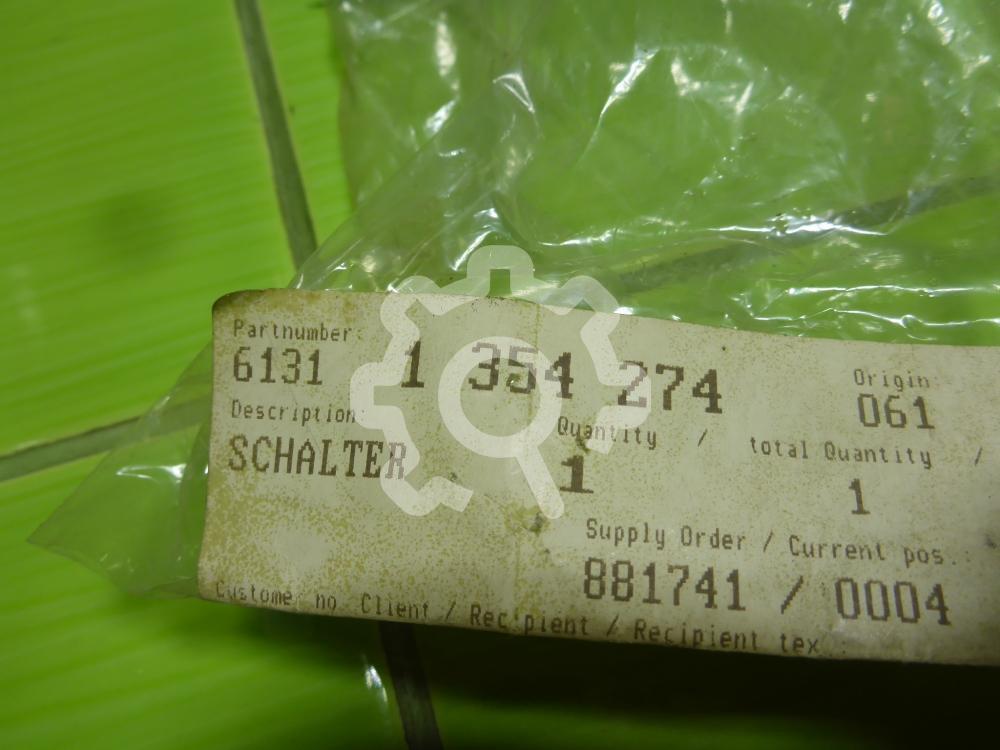 Partnumber:
6131 1 354 274
Origin:
061
Description:
SCHALTER
Quantity / total Quantity /
1 1
Supply Order / Current pos.:
881741 / 0004
Customer no. Client / Recipient / Recipient tex.: